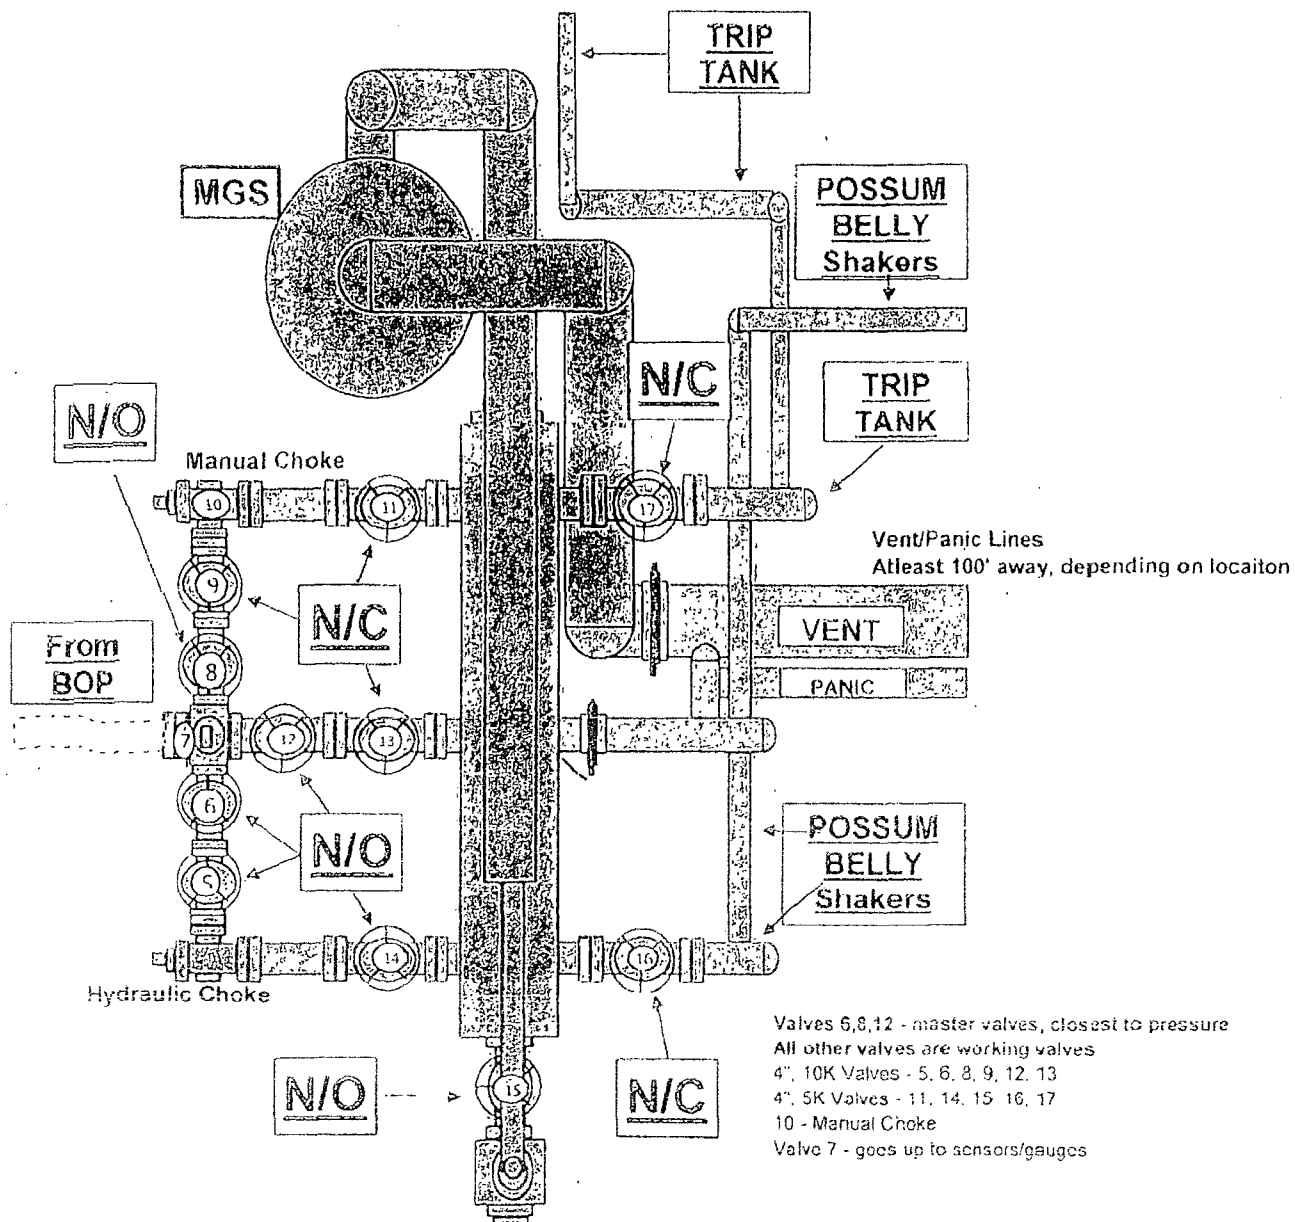 TRIP
TANK
MGS
POSSUM
BELLY
Shakers
N/C
TRIP
TANK
N/O
Manual Choke
10
11
17
Vent/Panic Lines
Atleast 100' away, depending on locaiton
9
N/C
VENT
From
BOP
8
PANIC
7
12
13
6
N/O
POSSUM
BELLY
Shakers
5
14
16
Hydraulic Choke
Valves 6,8,12 - master valves, closest to pressure
All other valves are working valves
4", 10K Valves - 5, 6, 8, 9, 12, 13
4", 5K Valves - 11, 14, 15, 16, 17
10 - Manual Choke
Valve 7 - goes up to sensors/gauges
N/O
15
N/C